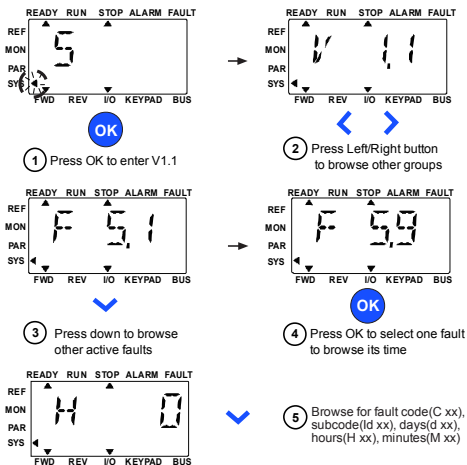 READY RUN STOP ALARM FAULT
REF
MON
PAR
SYS
5
FWD REV I/O KEYPAD BUS
OK
1 Press OK to enter V1.1
READY RUN STOP ALARM FAULT
REF
MON
PAR
SYS
V 1.1
FWD REV I/O KEYPAD BUS
2 Press Left/Right button
to browse other groups
READY RUN STOP ALARM FAULT
REF
MON
PAR
SYS
F 5.1
FWD REV I/O KEYPAD BUS
3 Press down to browse
other active faults
READY RUN STOP ALARM FAULT
REF
MON
PAR
SYS
F 5.9
FWD REV I/O KEYPAD BUS
OK
4 Press OK to select one fault
to browse its time
READY RUN STOP ALARM FAULT
REF
MON
PAR
SYS
H 0
FWD REV I/O KEYPAD BUS
5 Browse for fault code(C xx),
subcode(Id xx), days(d xx),
hours(H xx), minutes(M xx)